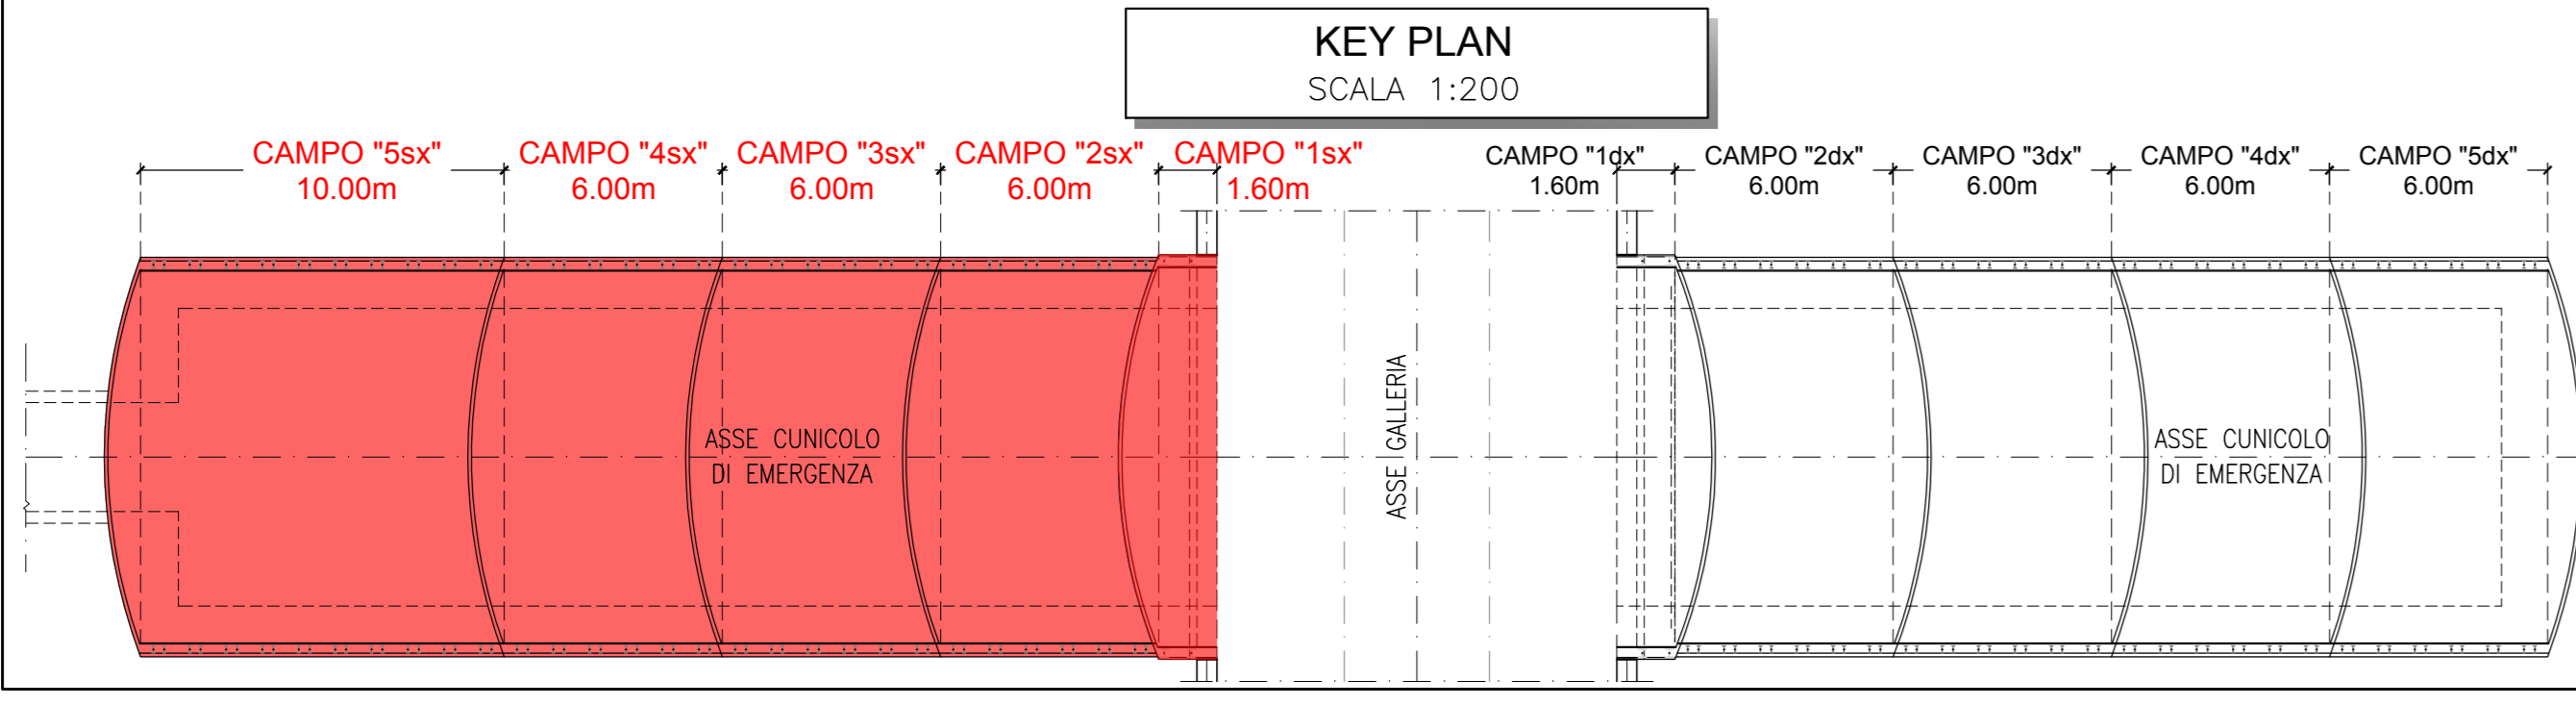 KEY PLAN
SCALA 1:200
CAMPO "5sx"
10.00m
CAMPO "4sx"
6.00m
CAMPO "3sx"
6.00m
CAMPO "2sx"
6.00m
CAMPO "1sx"
1.60m
CAMPO "1dx"
1.60m
CAMPO "2dx"
6.00m
CAMPO "3dx"
6.00m
CAMPO "4dx"
6.00m
CAMPO "5dx"
6.00m
ASSE CUNICOLO
DI EMERGENZA
ASSE GALLERIA
ASSE CUNICOLO
DI EMERGENZA